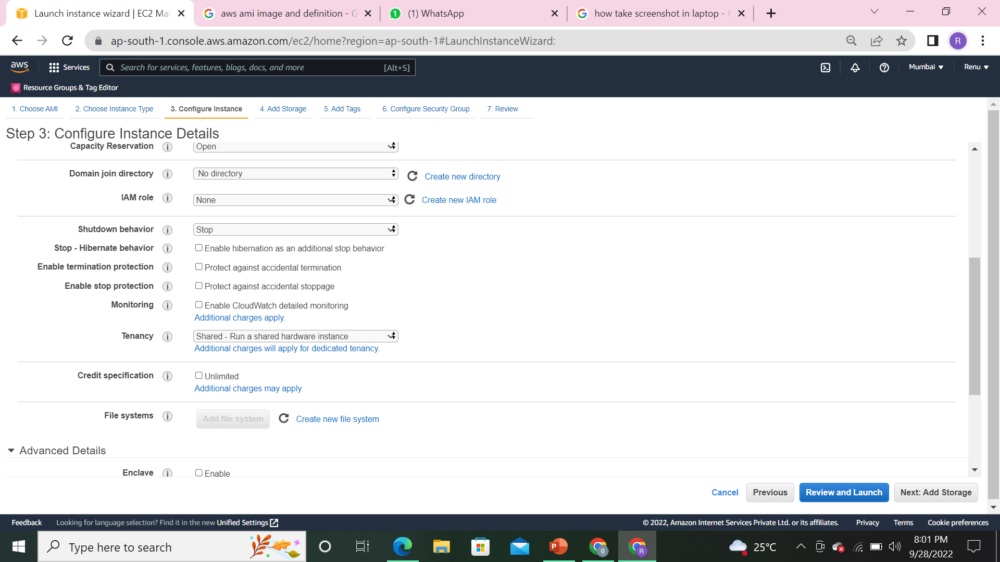 Launch instance wizard | EC2 Mar
aws ami image and definition - G
(1) WhatsApp
how take screenshot in laptop - G
ap-south-1.console.aws.amazon.com/ec2/home?region=ap-south-1#LaunchInstanceWizard:
R
aws
Services
Search for services, features, blogs, docs, and more
[Alt+S]
Mumbai
Renu
Resource Groups & Tag Editor
1. Choose AMI
2. Choose Instance Type
3. Configure Instance
4. Add Storage
5. Add Tags
6. Configure Security Group
7. Review
Step 3: Configure Instance Details
Capacity Reservation
Open
Domain join directory
No directory
Create new directory
IAM role
None
Create new IAM role
Shutdown behavior
Stop
Stop - Hibernate behavior
Enable hibernation as an additional stop behavior
Enable termination protection
Protect against accidental termination
Enable stop protection
Protect against accidental stoppage
Monitoring
Enable CloudWatch detailed monitoring
Additional charges apply.
Tenancy
Shared - Run a shared hardware instance
Additional charges will apply for dedicated tenancy.
Credit specification
Unlimited
Additional charges may apply
File systems
Add file system
Create new file system
Advanced Details
Enclave
Enable
Cancel
Previous
Review and Launch
Next: Add Storage
Feedback
Looking for language selection? Find it in the new Unified Settings
© 2022, Amazon Internet Services Private Ltd. or its affiliates.
Privacy
Terms
Cookie preferences
Type here to search
25°C
8:01 PM
9/28/2022